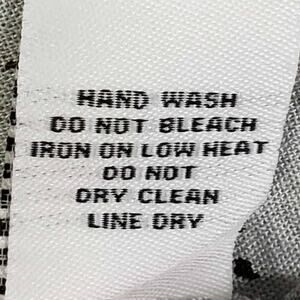 HAND WASH
DO NOT BLEACH
IRON ON LOW HEAT
DO NOT
DRY CLEAN
LINE DRY